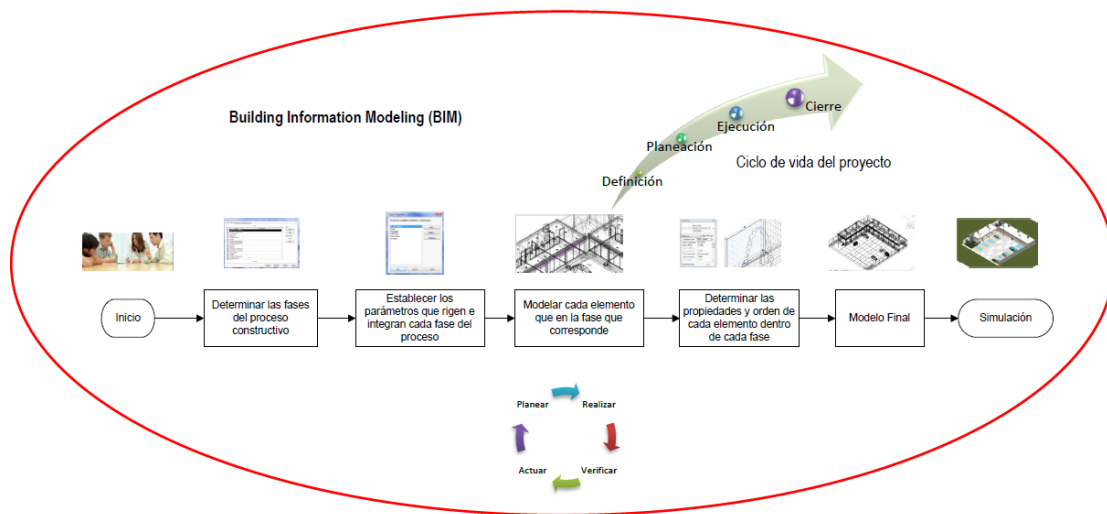 Building Information Modeling (BIM)
Cierre
Ejecución
Planeación
Definición
Ciclo de vida del proyecto
Inicio
Determinar las fases
del proceso
constructivo
Establecer los
parámetros que rigen e
integran cada fase del
proceso
Modelar cada elemento
que en la fase que
corresponde
Determinar las
propiedades y orden de
cada elemento dentro
de cada fase
Modelo Final
Simulación
Planear
Realizar
Actuar
Verificar